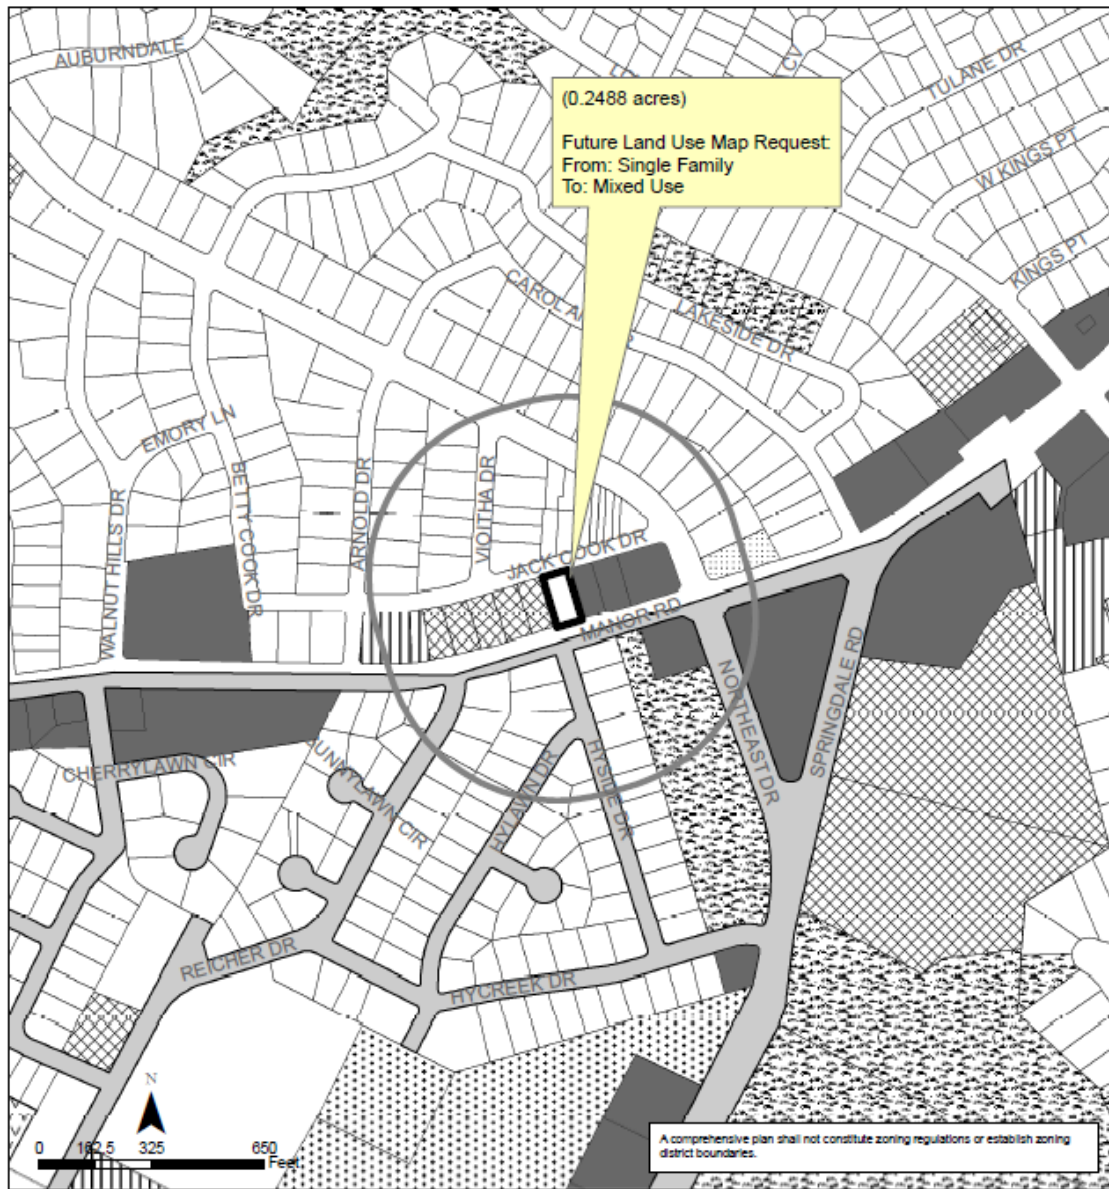 AUBURNDALE
TULANE DR
(0.2488 acres)
Future Land Use Map Request:
From: Single Family
To: Mixed Use
W KINGS PT
KINGS PT
CAROL A
LAKESIDE DR
EMORY LN
WALNUT HILLS DR
BETTY COOK DR
ARNOLD DR
VIOITHA DR
JACK COOK DR
MANOR RD
NORTHEAST DR
SPRINGDALE RD
CHERRYLAWN CIR
SUNNYLAWN CIR
HYLAWN DR
HYSIDE DR
REICHER DR
HYCREEK DR
N
0 162.5 325 650
Feet
A comprehensive plan shall not constitute zoning regulations or establish zoning
district boundaries.